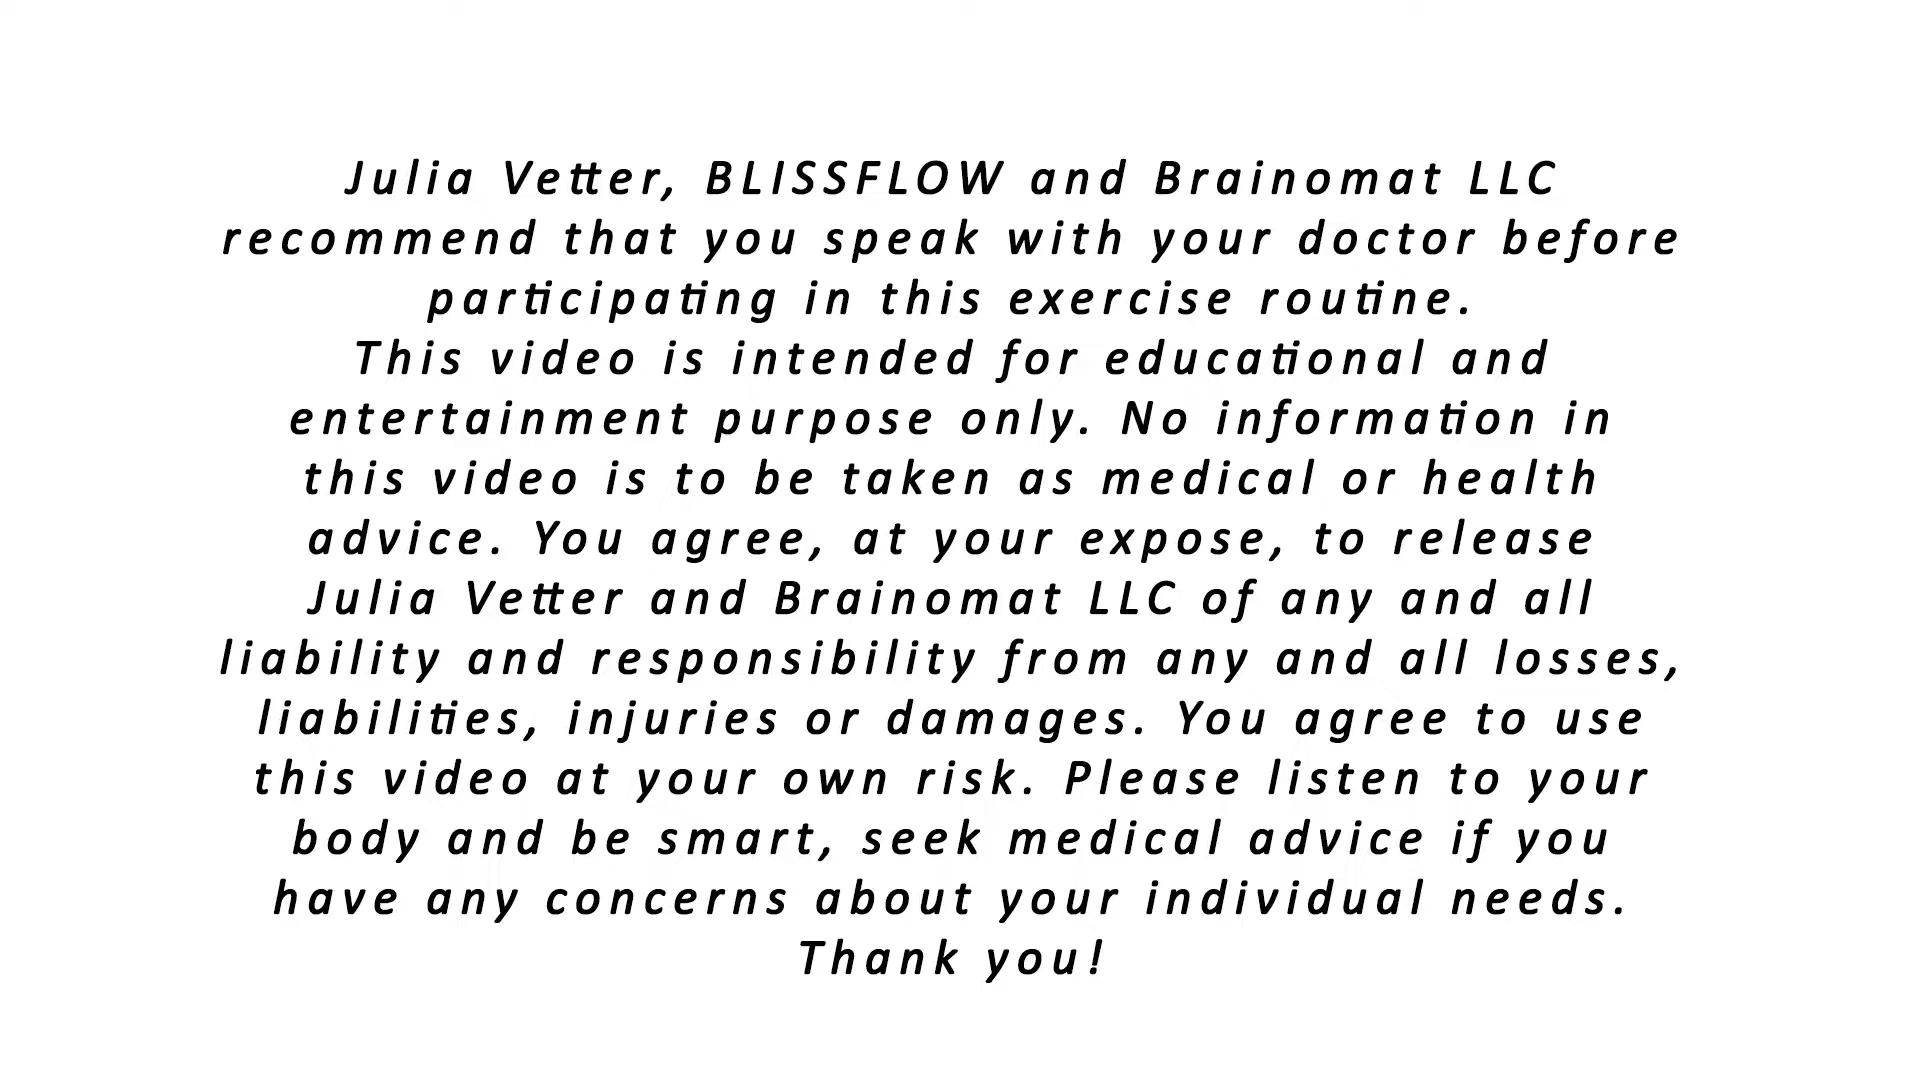 Julia Vetter, BLISSFLOW and Brainomat LLC
recommend that you speak with your doctor before
participating in this exercise routine.
This video is intended for educational and
entertainment purpose only. No information in
this video is to be taken as medical or health
advice. You agree, at your expose, to release
Julia Vetter and Brainomat LLC of any and all
liability and responsibility from any and all losses,
liabilities, injuries or damages. You agree to use
this video at your own risk. Please listen to your
body and be smart, seek medical advice if you
have any concerns about your individual needs.
Thank you!